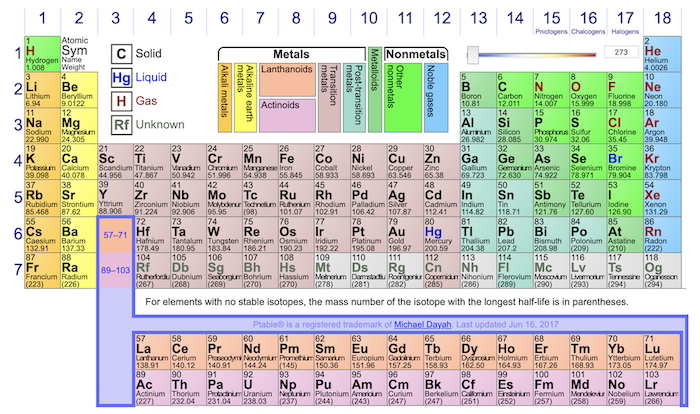 1 2 3 4 5 6 7 8 9 10 11 12 13 14 15 16 17 18
Pnictogens Chalcogens Halogens
1 H Hydrogen 1.008
Atomic Sym Name Weight
C Solid
Hg Liquid
H Gas
Rf Unknown
Metals
Alkali metals
Alkaline earth metals
Lanthanoids
Actinoids
Transition metals
Post-transition metals
Metalloids
Nonmetals
Other nonmetals
Noble gases
273
1
2 He Helium 4.0026
2
3 Li Lithium 6.94
4 Be Beryllium 9.0122
5 B Boron 10.81
6 C Carbon 12.011
7 N Nitrogen 14.007
8 O Oxygen 15.999
9 F Fluorine 18.998
10 Ne Neon 20.180
3
11 Na Sodium 22.990
12 Mg Magnesium 24.305
13 Al Aluminium 26.982
14 Si Silicon 28.085
15 P Phosphorus 30.974
16 S Sulfur 32.06
17 Cl Chlorine 35.45
18 Ar Argon 39.948
4
19 K Potassium 39.098
20 Ca Calcium 40.078
21 Sc Scandium 44.956
22 Ti Titanium 47.867
23 V Vanadium 50.942
24 Cr Chromium 51.996
25 Mn Manganese 54.938
26 Fe Iron 55.845
27 Co Cobalt 58.933
28 Ni Nickel 58.693
29 Cu Copper 63.546
30 Zn Zinc 65.38
31 Ga Gallium 69.723
32 Ge Germanium 72.630
33 As Arsenic 74.922
34 Se Selenium 78.971
35 Br Bromine 79.904
36 Kr Krypton 83.798
5
37 Rb Rubidium 85.468
38 Sr Strontium 87.62
39 Y Yttrium 88.906
40 Zr Zirconium 91.224
41 Nb Niobium 92.906
42 Mo Molybdenum 95.95
43 Tc Technetium (98)
44 Ru Ruthenium 101.07
45 Rh Rhodium 102.91
46 Pd Palladium 106.42
47 Ag Silver 107.87
48 Cd Cadmium 112.41
49 In Indium 114.82
50 Sn Tin 118.71
51 Sb Antimony 121.76
52 Te Tellurium 127.60
53 I Iodine 126.90
54 Xe Xenon 131.29
6
55 Cs Caesium 132.91
56 Ba Barium 137.33
57–71
72 Hf Hafnium 178.49
73 Ta Tantalum 180.95
74 W Tungsten 183.84
75 Re Rhenium 186.21
76 Os Osmium 190.23
77 Ir Iridium 192.22
78 Pt Platinum 195.08
79 Au Gold 196.97
80 Hg Mercury 200.59
81 Tl Thallium 204.38
82 Pb Lead 207.2
83 Bi Bismuth 208.98
84 Po Polonium (209)
85 At Astatine (210)
86 Rn Radon (222)
7
87 Fr Francium (223)
88 Ra Radium (226)
89–103
104 Rf Rutherfordiu (267)
105 Db Dubnium (268)
106 Sg Seaborgium (269)
107 Bh Bohrium (270)
108 Hs Hassium (277)
109 Mt Meitnerium (278)
110 Ds Darmstadtiu (281)
111 Rg Roentgeniu (282)
112 Cn Copernicium (285)
113 Nh Nihonium (286)
114 Fl Flerovium (289)
115 Mc Moscovium (290)
116 Lv Livermorium (293)
117 Ts Tennessine (294)
118 Og Oganesson (294)
For elements with no stable isotopes, the mass number of the isotope with the longest half-life is in parentheses.
Ptable® is a registered trademark of Michael Dayah. Last updated Jun 16, 2017
57 La Lanthanum 138.91
58 Ce Cerium 140.12
59 Pr Praseodymi 140.91
60 Nd Neodymium 144.24
61 Pm Promethium (145)
62 Sm Samarium 150.36
63 Eu Europium 151.96
64 Gd Gadolinium 157.25
65 Tb Terbium 158.93
66 Dy Dysprosium 162.50
67 Ho Holmium 164.93
68 Er Erbium 167.26
69 Tm Thulium 168.93
70 Yb Ytterbium 173.05
71 Lu Lutetium 174.97
89 Ac Actinium (227)
90 Th Thorium 232.04
91 Pa Protactinium 231.04
92 U Uranium 238.03
93 Np Neptunium (237)
94 Pu Plutonium (244)
95 Am Americium (243)
96 Cm Curium (247)
97 Bk Berkelium (247)
98 Cf Californium (251)
99 Es Einsteinium (252)
100 Fm Fermium (257)
101 Md Mendelevium (258)
102 No Nobelium (259)
103 Lr Lawrencium (266)